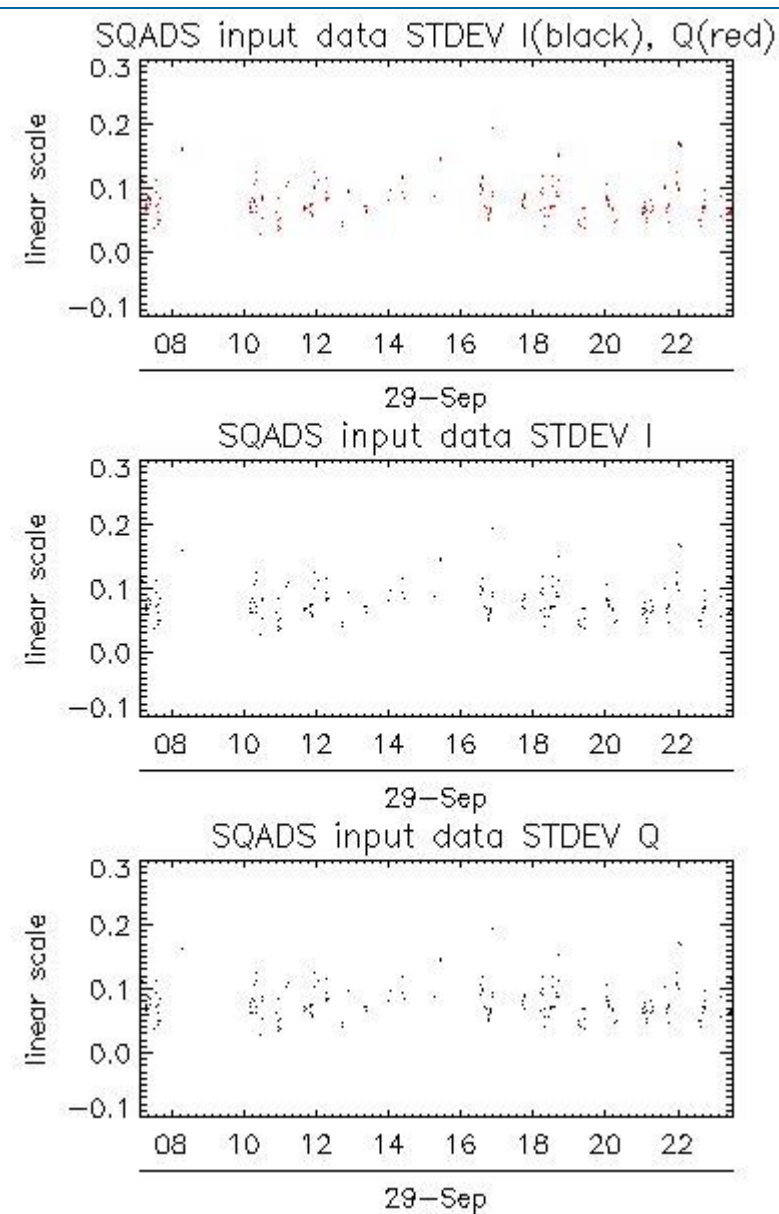 SQADS input data STDEV I(black), Q(red)
0.3
0.2
0.1
0.0
−0.1
linear scale
08 10 12 14 16 18 20 22
29−Sep
SQADS input data STDEV I
0.3
0.2
0.1
0.0
−0.1
linear scale
08 10 12 14 16 18 20 22
29−Sep
SQADS input data STDEV Q
0.3
0.2
0.1
0.0
−0.1
linear scale
08 10 12 14 16 18 20 22
29−Sep